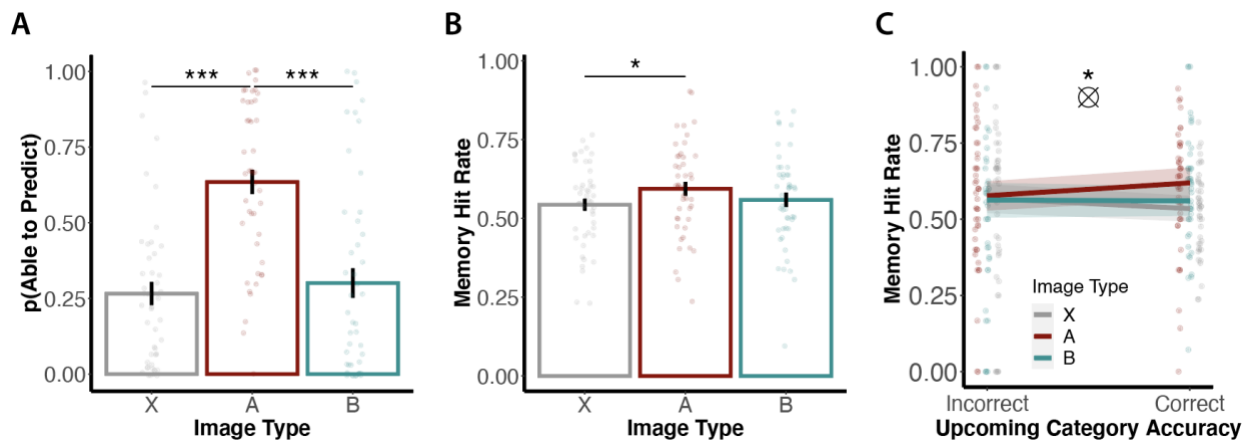 A
p(Able to Predict)
1.00
0.75
0.50
0.25
0.00
***
***
X
A
B
Image Type
B
Memory Hit Rate
1.00
0.75
0.50
0.25
0.00
*
X
A
B
Image Type
C
Memory Hit Rate
1.00
0.75
0.50
0.25
0.00
*
Image Type
X
A
B
Incorrect
Correct
Upcoming Category Accuracy